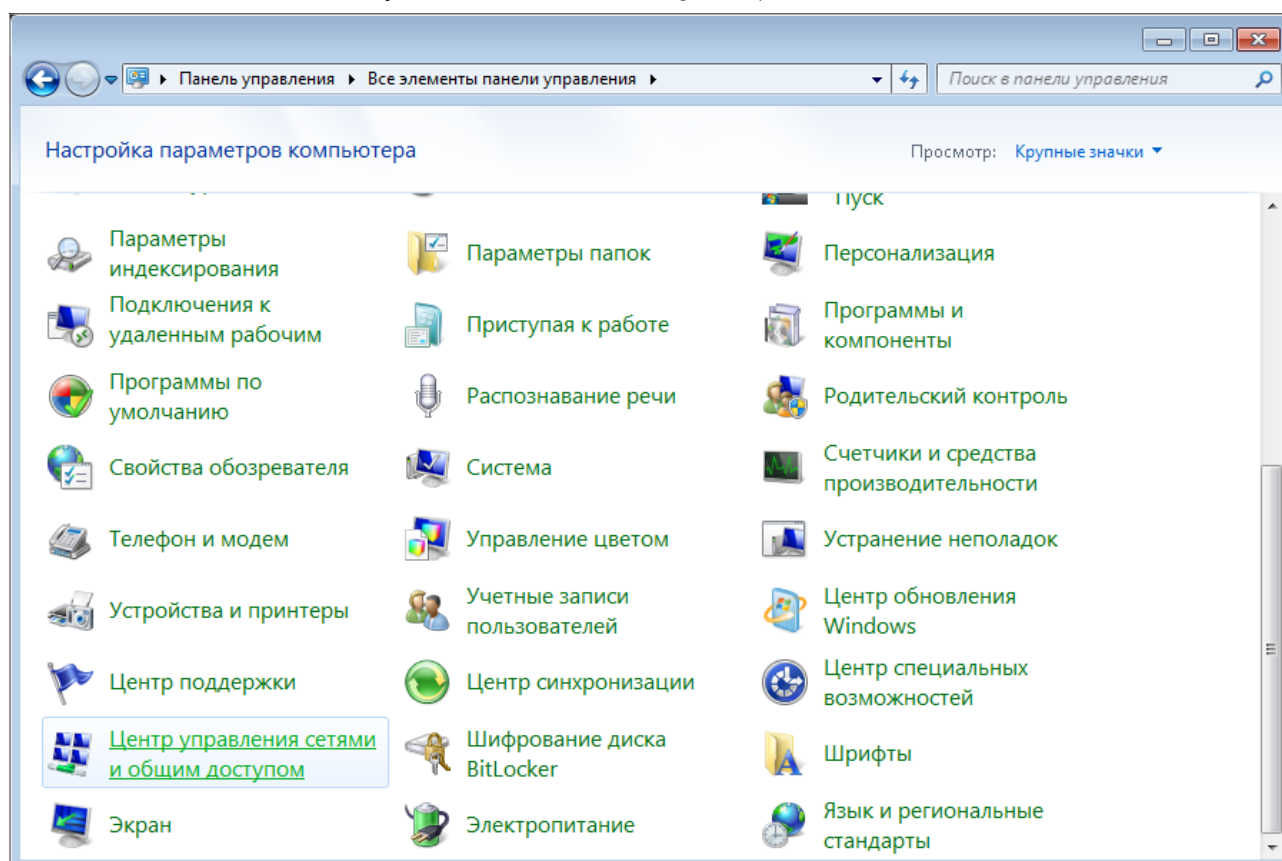 Панель управления ▸ Все элементы панели управления ▸
Поиск в панели управления
Настройка параметров компьютера
Просмотр: Крупные значки
Пуск
Параметры
индексирования
Параметры папок
Персонализация
Подключения к
удаленным рабочим
Приступая к работе
Программы и
компоненты
Программы по
умолчанию
Распознавание речи
Родительский контроль
Свойства обозревателя
Система
Счетчики и средства
производительности
Телефон и модем
Управление цветом
Устранение неполадок
Устройства и принтеры
Учетные записи
пользователей
Центр обновления
Windows
Центр поддержки
Центр синхронизации
Центр специальных
возможностей
Центр управления сетями
и общим доступом
Шифрование диска
BitLocker
Шрифты
Экран
Электропитание
Язык и региональные
стандарты